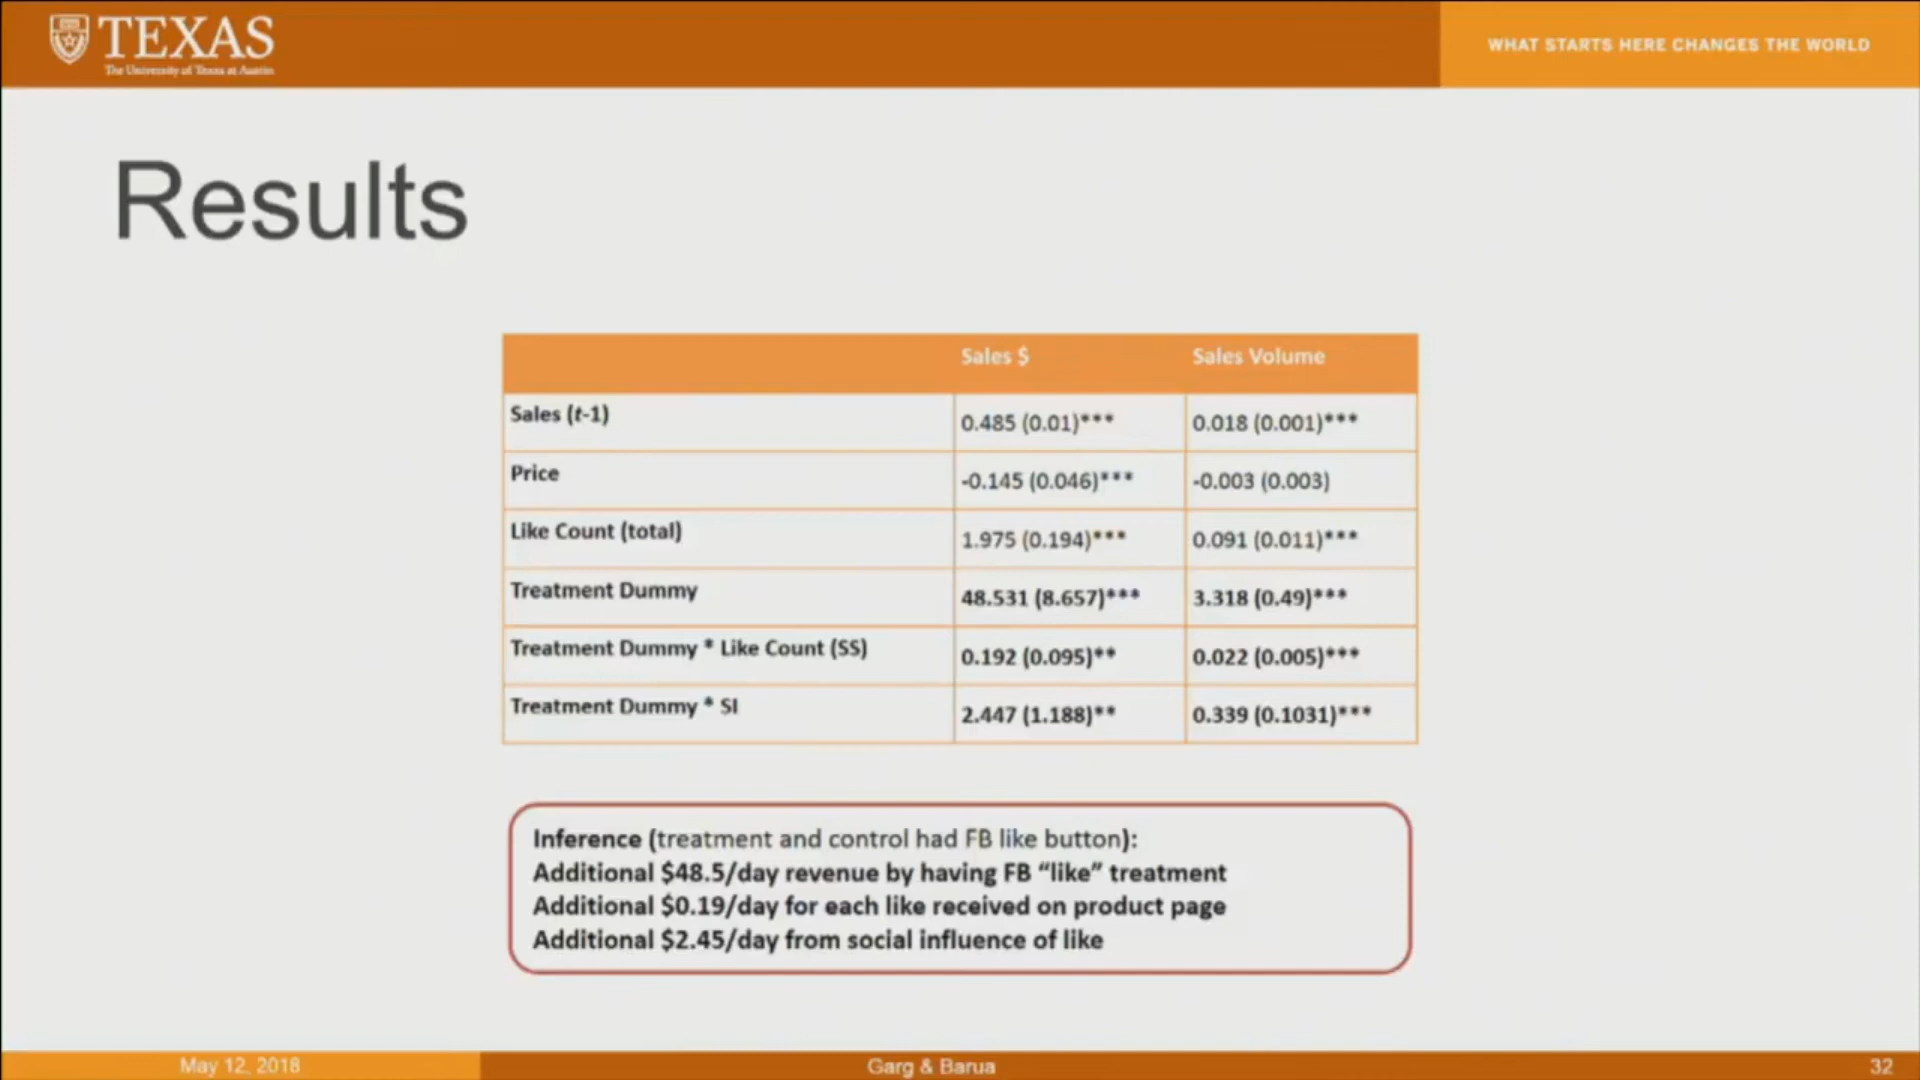 TEXAS
The University of Texas at Austin
WHAT STARTS HERE CHANGES THE WORLD
Results
Sales $ Sales Volume
Sales (t-1) 0.485 (0.01)*** 0.018 (0.001)***
Price -0.145 (0.046)*** -0.003 (0.003)
Like Count (total) 1.975 (0.194)*** 0.091 (0.011)***
Treatment Dummy 48.531 (8.657)*** 3.318 (0.49)***
Treatment Dummy * Like Count (SS) 0.192 (0.095)** 0.022 (0.005)***
Treatment Dummy * SI 2.447 (1.188)** 0.339 (0.1031)***
Inference (treatment and control had FB like button):
Additional $48.5/day revenue by having FB “like” treatment
Additional $0.19/day for each like received on product page
Additional $2.45/day from social influence of like
May 12, 2018 Garg & Barua 32